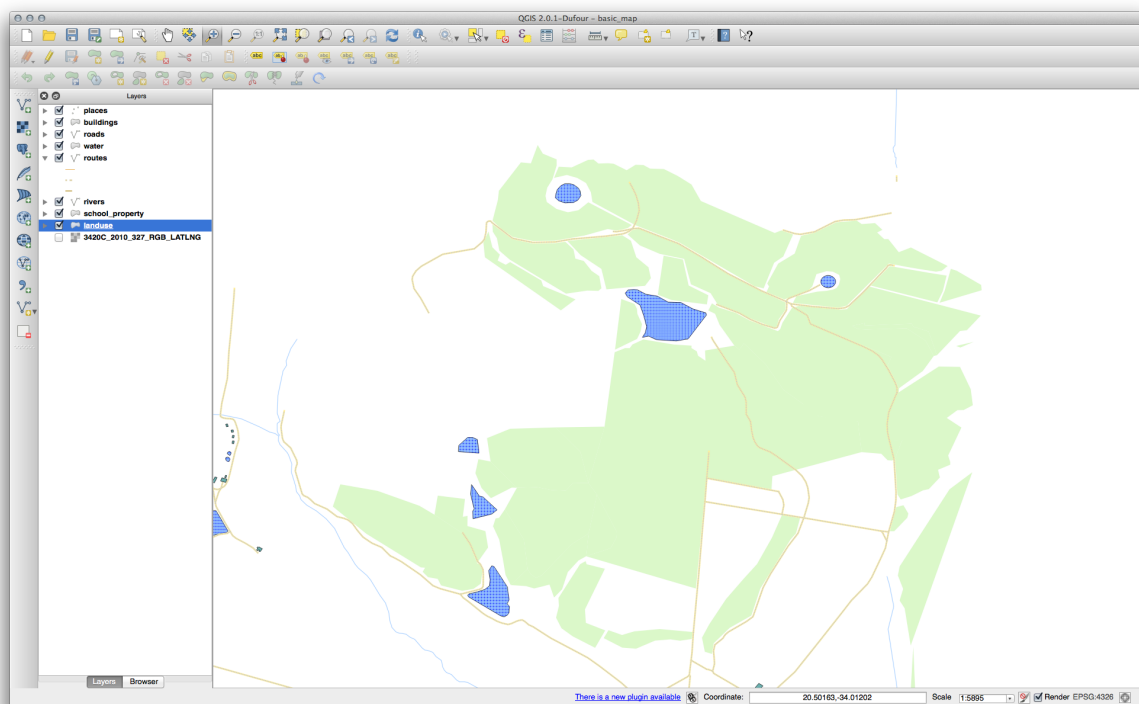 QGIS 2.0.1-Dufour - basic_map
Layers
places
buildings
roads
water
routes
rivers
school_property
landuse
3420C_2010_327_RGB_LATLNG
Layers Browser
There is a new plugin available Coordinate: 20.50163,-34.01202 Scale 1:5895 Render EPSG:4326